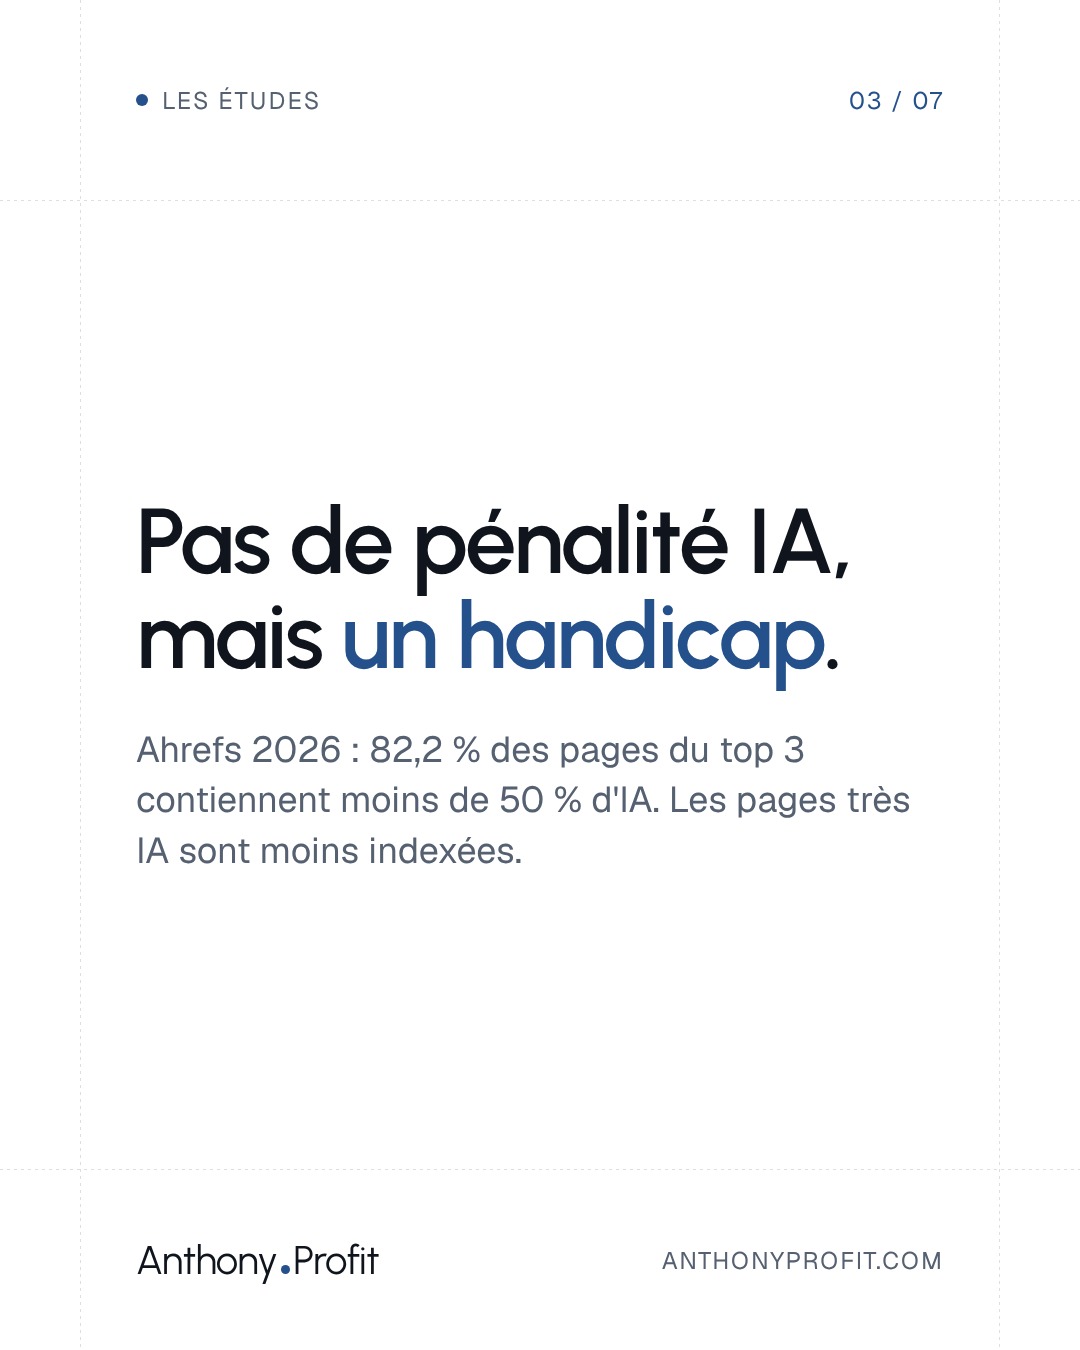 LES ÉTUDES
03 / 07
Pas de pénalité IA,
mais un handicap.
Ahrefs 2026 : 82,2 % des pages du top 3
contiennent moins de 50 % d'IA. Les pages très
IA sont moins indexées.
Anthony.Profit
ANTHONYPROFIT.COM